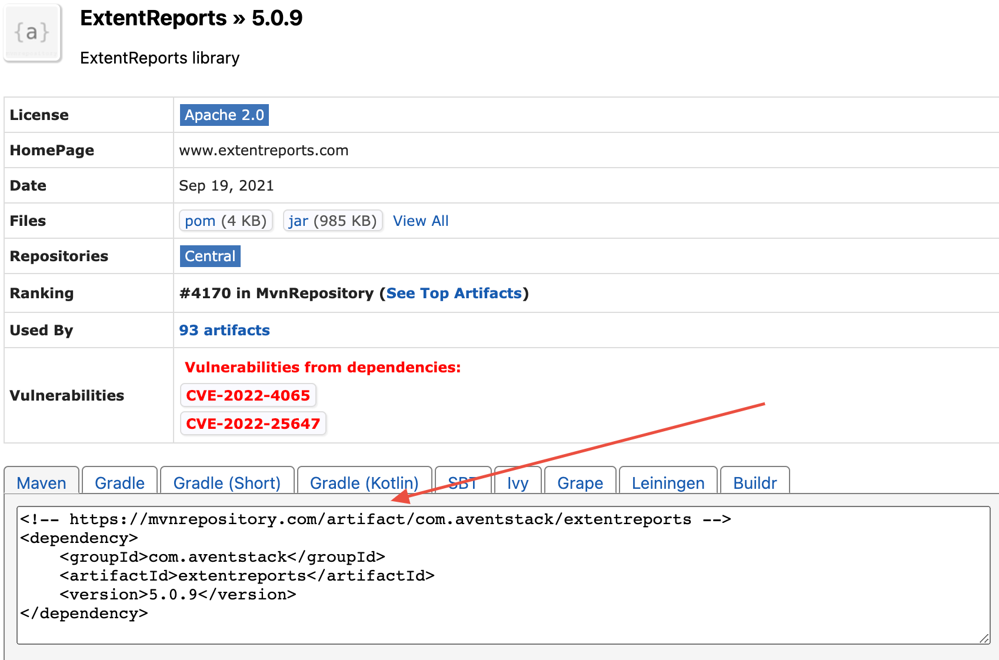 {a}
ExtentReports » 5.0.9
ExtentReports library
License
Apache 2.0
HomePage
www.extentreports.com
Date
Sep 19, 2021
Files
pom (4 KB) jar (985 KB) View All
Repositories
Central
Ranking
#4170 in MvnRepository (See Top Artifacts)
Used By
93 artifacts
Vulnerabilities
Vulnerabilities from dependencies:
CVE-2022-4065
CVE-2022-25647
Maven Gradle Gradle (Short) Gradle (Kotlin) SBT Ivy Grape Leiningen Buildr
<!-- https://mvnrepository.com/artifact/com.aventstack/extentreports -->
<dependency>
    <groupId>com.aventstack</groupId>
    <artifactId>extentreports</artifactId>
    <version>5.0.9</version>
</dependency>